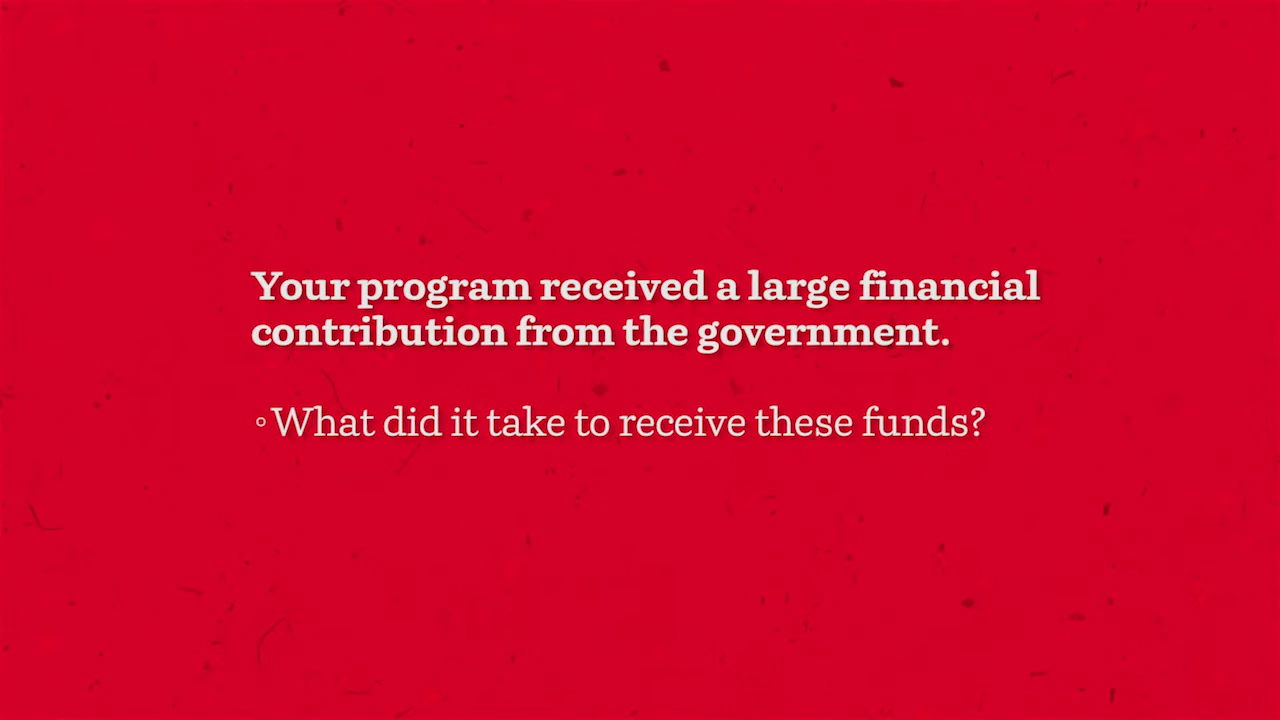 Your program received a large financial
contribution from the government.
◦What did it take to receive these funds?